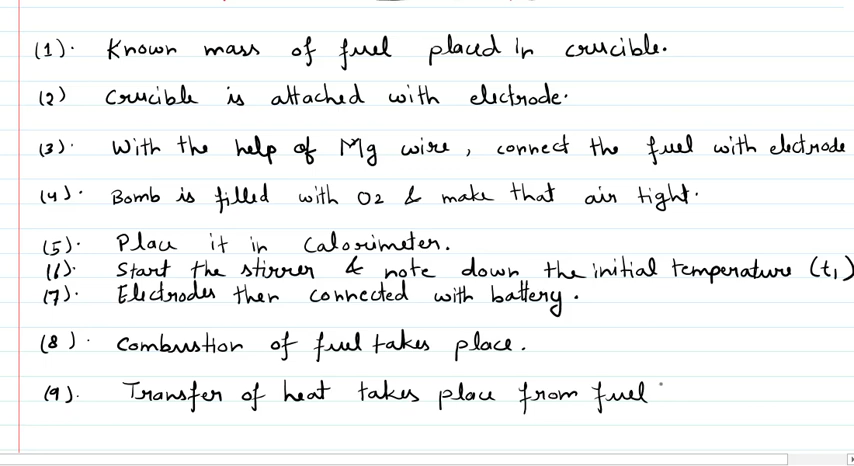 (1). Known mass of fuel placed in crucible.
(2) Crucible is attached with electrode.
(3). With the help of Mg wire, connect the fuel with electrode
(4). Bomb is filled with O2 & make that air tight.
(5). Place it in calorimeter.
(6). Start the stirrer & note down the initial temperature (t1)
(7). Electrodes then connected with battery.
(8). Combustion of fuel takes place.
(9). Transfer of heat takes place from fuel